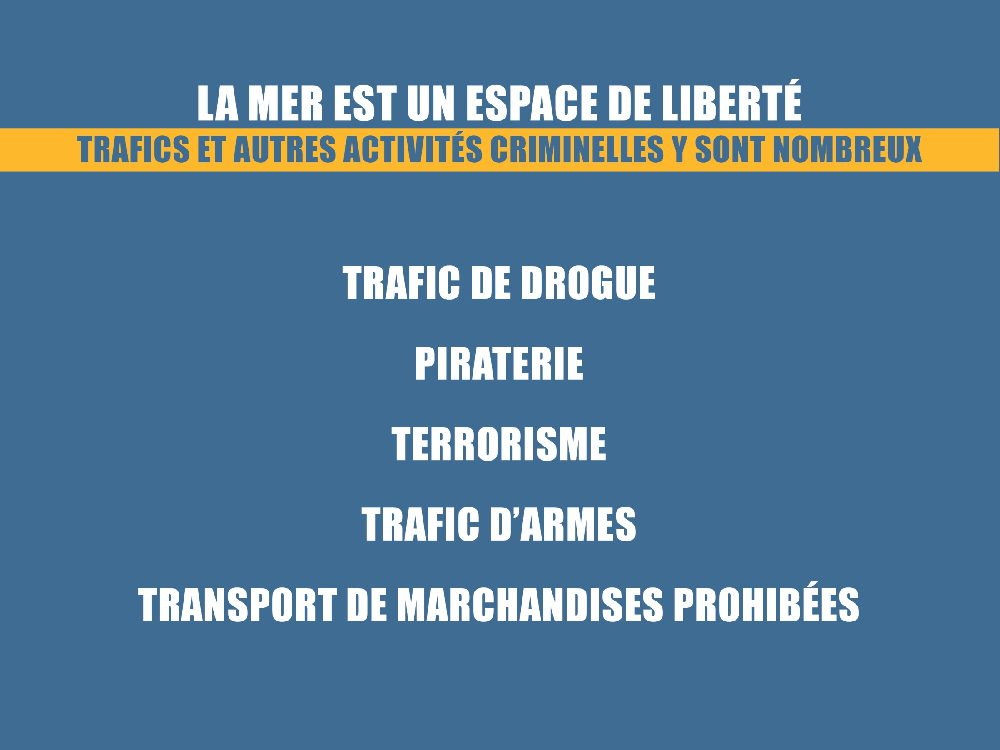 LA MER EST UN ESPACE DE LIBERTÉ
TRAFICS ET AUTRES ACTIVITÉS CRIMINELLES Y SONT NOMBREUX
TRAFIC DE DROGUE
PIRATERIE
TERRORISME
TRAFIC D’ARMES
TRANSPORT DE MARCHANDISES PROHIBÉES